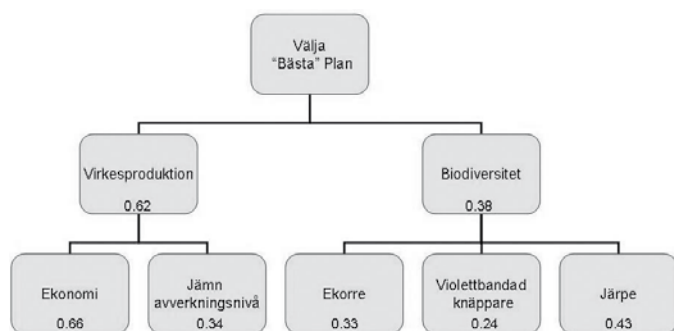 Välja
"Bästa" Plan
Virkesproduktion
0.62
Biodiversitet
0.38
Ekonomi
0.66
Jämn
avverkningsnivå
0.34
Ekorre
0.33
Violettbandad
knäppare
0.24
Järpe
0.43